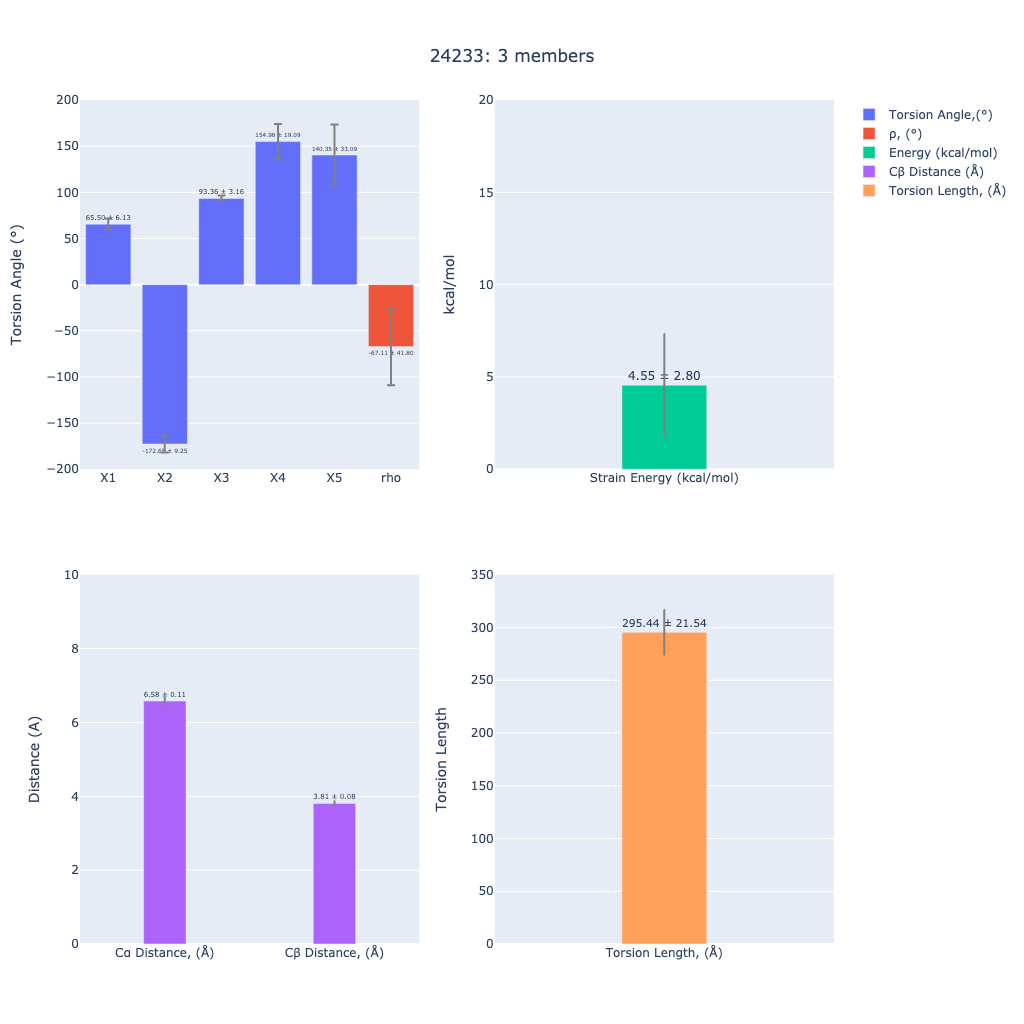 24233: 3 members
Torsion Angle (°)
200
150
100
50
0
−50
−100
−150
−200
65.50 ± 6.13
93.36 ± 3.16
154.98 ± 19.09
140.35 ± 33.09
-67.11 ± 41.80
± 9.25
X1 X2 X3 X4 X5 rho
kcal/mol
20
15
10
5
0
4.55 ± 2.80
Strain Energy (kcal/mol)
Torsion Angle,(°)
ρ, (°)
Energy (kcal/mol)
Cβ Distance (Å)
Torsion Length, (Å)
Distance (A)
10
8
6
4
2
0
6.58 ± 0.11
3.81 ± 0.08
Cα Distance, (Å) Cβ Distance, (Å)
Torsion Length
350
300
250
200
150
100
50
0
295.44 ± 21.54
Torsion Length, (Å)